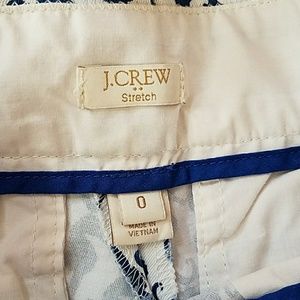 J.CREW
Stretch
0
MADE IN
VIETNAM